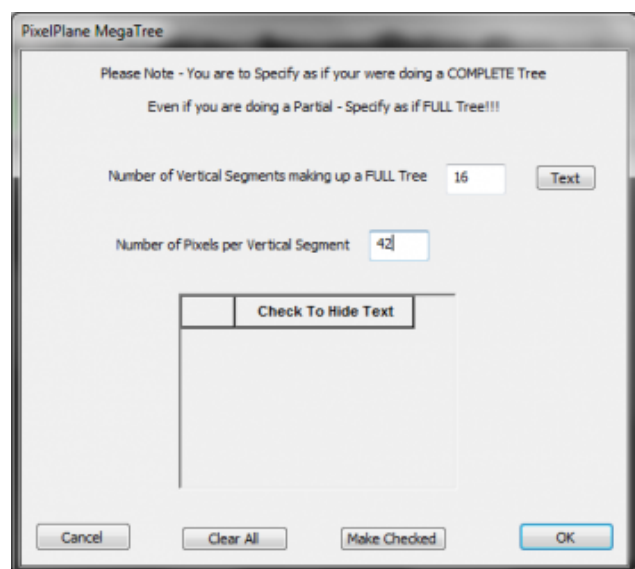 PixelPlane MegaTree
Please Note - You are to Specify as if your were doing a COMPLETE Tree
Even if you are doing a Partial - Specify as if FULL Tree!!!
Number of Vertical Segments making up a FULL Tree 16 Text
Number of Pixels per Vertical Segment 42
Check To Hide Text
Cancel Clear All Make Checked OK